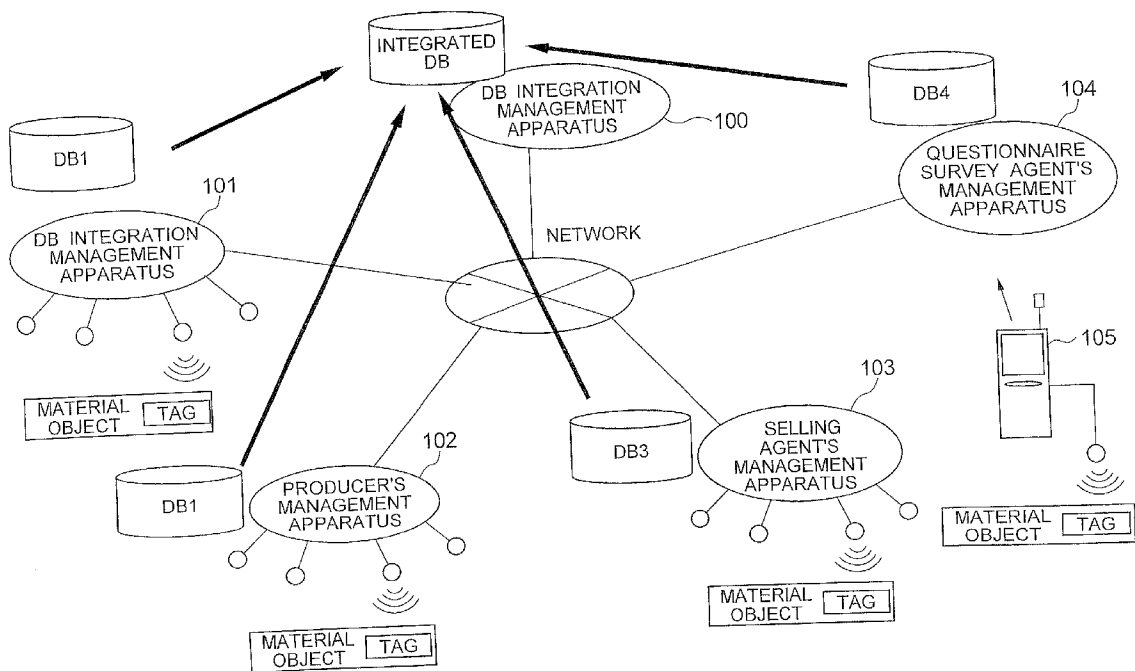 INTEGRATED
DB
DB INTEGRATION
MANAGEMENT
APPARATUS
100
DB4
104
QUESTIONNAIRE
SURVEY AGENT'S
MANAGEMENT
APPARATUS
DB1
101
DB INTEGRATION
MANAGEMENT
APPARATUS
NETWORK
MATERIAL
OBJECT
TAG
105
103
DB3
SELLING
AGENT'S
MANAGEMENT
APPARATUS
102
DB1
PRODUCER'S
MANAGEMENT
APPARATUS
MATERIAL
OBJECT
TAG
MATERIAL
OBJECT
TAG
MATERIAL
OBJECT
TAG